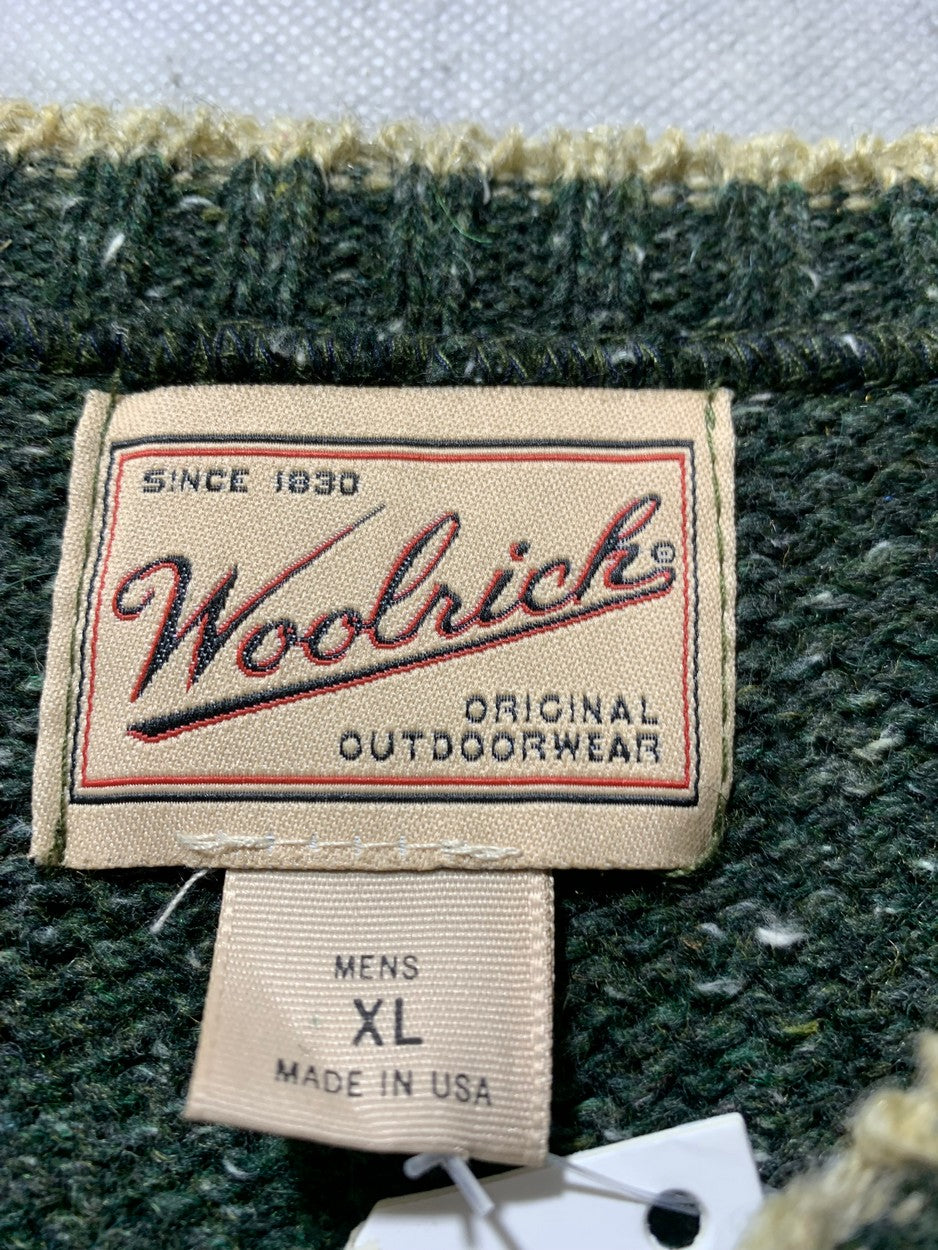 SINCE 1830
Woolrich®
ORIGINAL
OUTDOORWEAR
MENS
XL
MADE IN USA